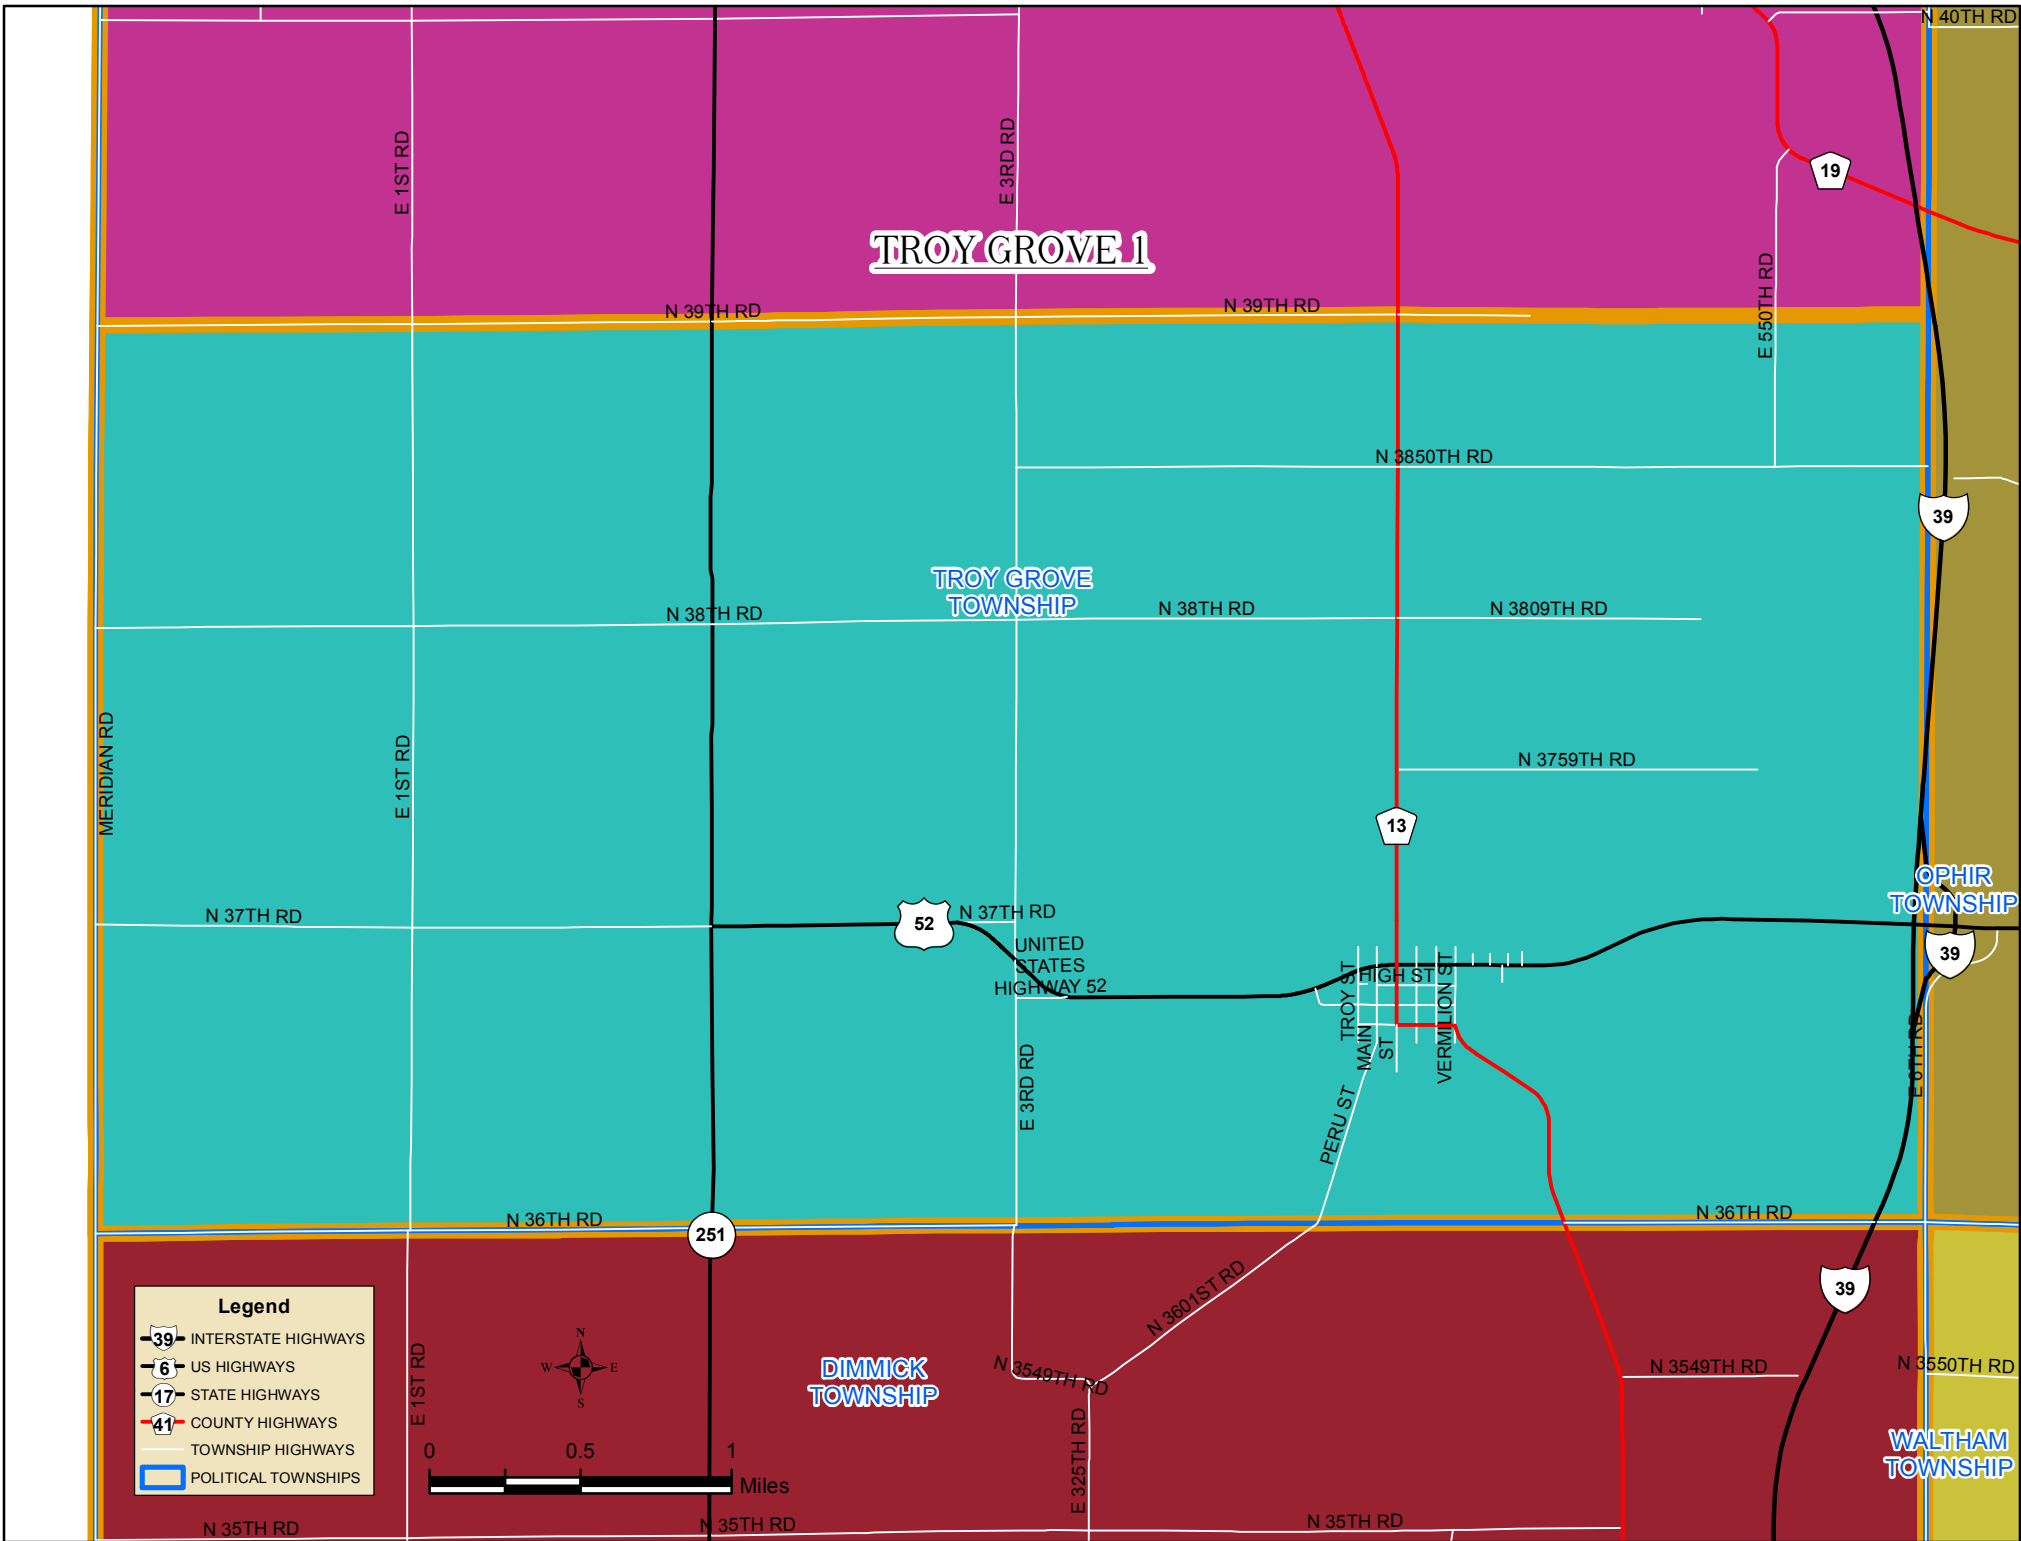 N 40TH RD
E 1ST RD
E 3RD RD
19
TROY GROVE 1
E 550TH RD
N 39TH RD
N 39TH RD
N 3850TH RD
39
TROY GROVE
TOWNSHIP
N 38TH RD
N 38TH RD
N 3809TH RD
MERIDIAN RD
E 1ST RD
N 3759TH RD
13
OPHIR
TOWNSHIP
N 37TH RD
52
N 37TH RD
UNITED
STATES
HIGHWAY 52
39
TROY ST
HIGH ST
MAIN
ST
VERMILION ST
E 6TH RD
E 3RD RD
PERU ST
N 36TH RD
251
N 36TH RD
39
N 3601ST RD
Legend
39 INTERSTATE HIGHWAYS
6 US HIGHWAYS
17 STATE HIGHWAYS
41 COUNTY HIGHWAYS
TOWNSHIP HIGHWAYS
POLITICAL TOWNSHIPS
E 1ST RD
N
W E
S
DIMMICK
TOWNSHIP
N 3549TH RD
N 3549TH RD
N 3550TH RD
E 325TH RD
WALTHAM
TOWNSHIP
0 0.5 1
Miles
N 35TH RD
N 35TH RD
N 35TH RD